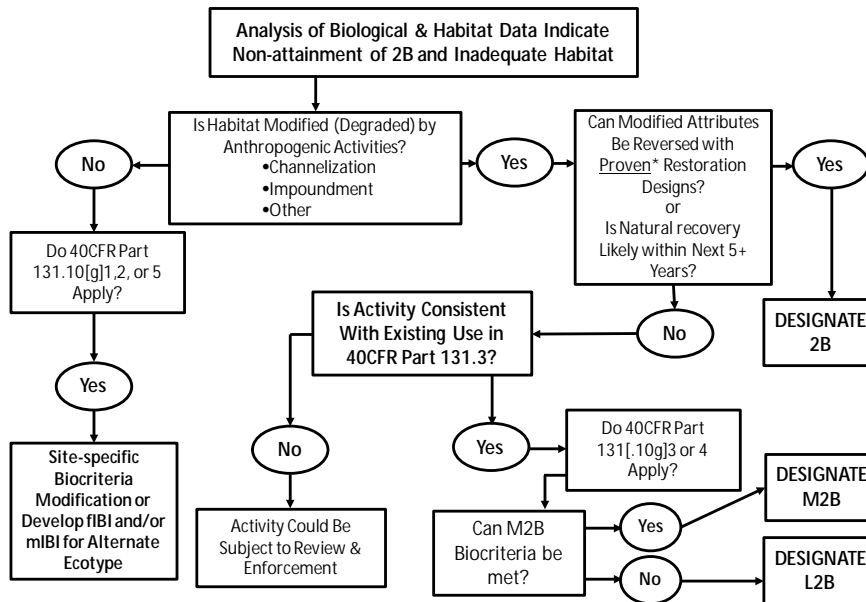 Analysis of Biological & Habitat Data Indicate
Non-attainment of 2B and Inadequate Habitat
Is Habitat Modified (Degraded) by
Anthropogenic Activities?
•Channelization
•Impoundment
•Other
No
Yes
Can Modified Attributes
Be Reversed with
Proven* Restoration
Designs?
or
Is Natural recovery
Likely within Next 5+
Years?
Yes
Do 40CFR Part
131.10[g]1,2, or 5
Apply?
Is Activity Consistent
With Existing Use in
40CFR Part 131.3?
No
DESIGNATE
2B
Yes
No
Yes
Do 40CFR Part
131[.10g]3 or 4
Apply?
Site-specific
Biocriteria
Modification or
Develop fIBI and/or
mIBI for Alternate
Ecotype
Activity Could Be
Subject to Review &
Enforcement
Can M2B
Biocriteria be
met?
Yes
No
DESIGNATE
M2B
DESIGNATE
L2B